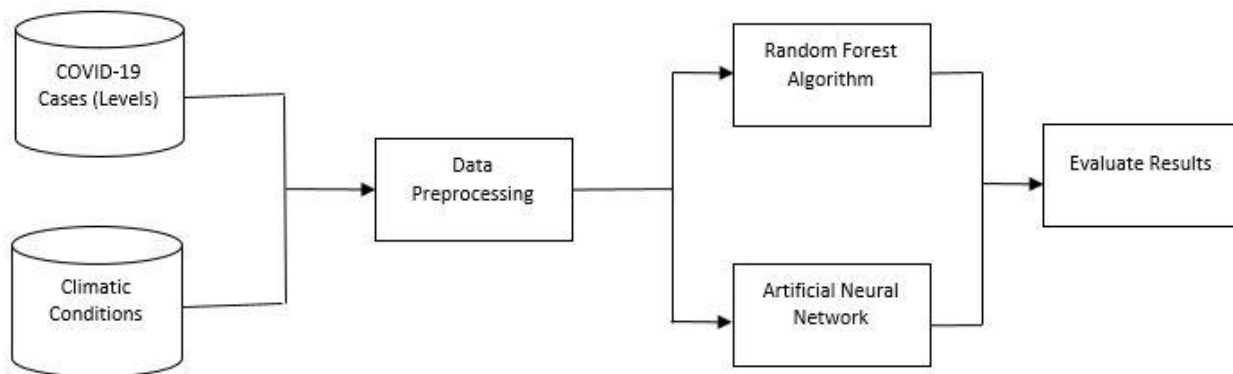 COVID-19
Cases (Levels)
Climatic
Conditions
Data
Preprocessing
Random Forest
Algorithm
Artificial Neural
Network
Evaluate Results